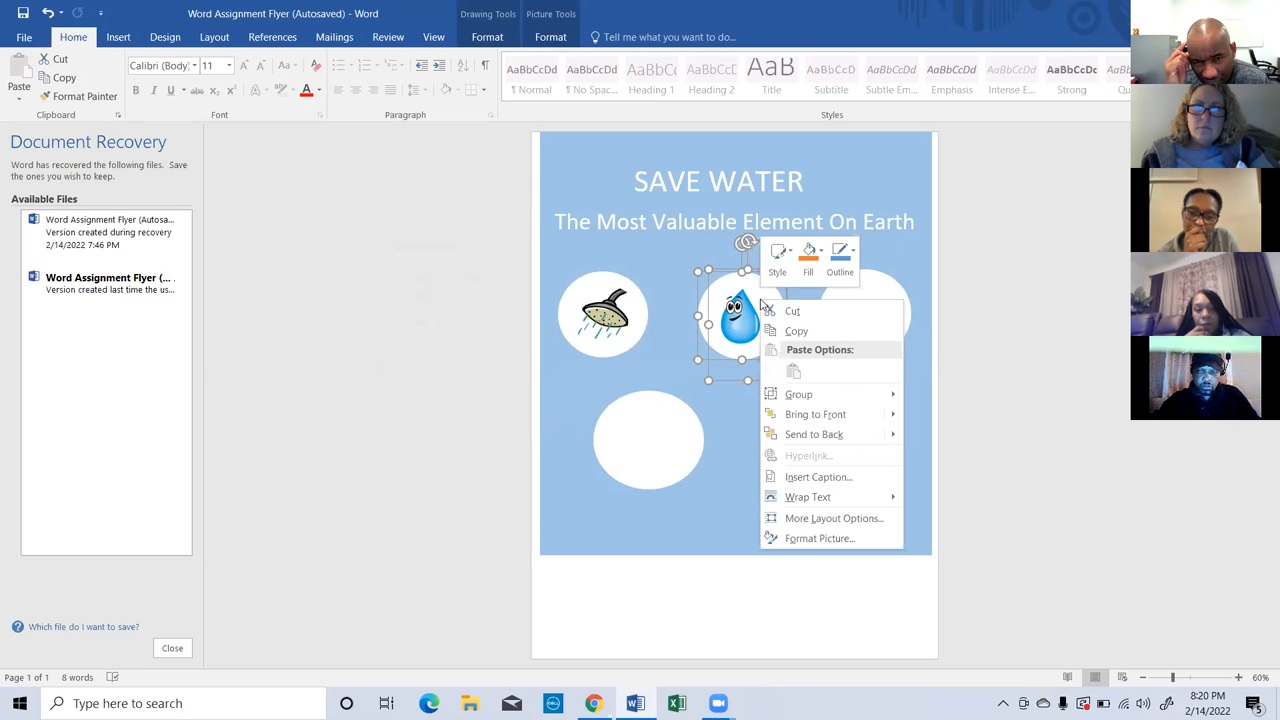 Word Assignment Flyer (Autosaved) - Word
Drawing Tools
Picture Tools
File
Home
Insert
Design
Layout
References
Mailings
Review
View
Format
Format
Tell me what you want to do...
Paste
Cut
Copy
Format Painter
Clipboard
Calibri (Body)
11
Font
Paragraph
AaBbCcDd
¶ Normal
AaBbCcDd
¶ No Spac...
AaBbCc
Heading 1
AaBbCcD
Heading 2
AaB
Title
AaBbCcD
Subtitle
AaBbCcDd
Subtle Em...
AaBbCcDd
Emphasis
AaBbCcDd
Intense E...
AaBbCcDc
Strong
Styles
Document Recovery
Word has recovered the following files. Save
the ones you wish to keep.
Available Files
Word Assignment Flyer (Autosa...
Version created during recovery
2/14/2022 7:46 PM
Word Assignment Flyer (...
Version created last time the us...
Which file do I want to save?
Close
SAVE WATER
The Most Valuable Element On Earth
Style
Fill
Outline
Cut
Copy
Paste Options:
Group
Bring to Front
Send to Back
Hyperlink...
Insert Caption...
Wrap Text
More Layout Options...
Format Picture...
Page 1 of 1
8 words
60%
Type here to search
8:20 PM
2/14/2022
5